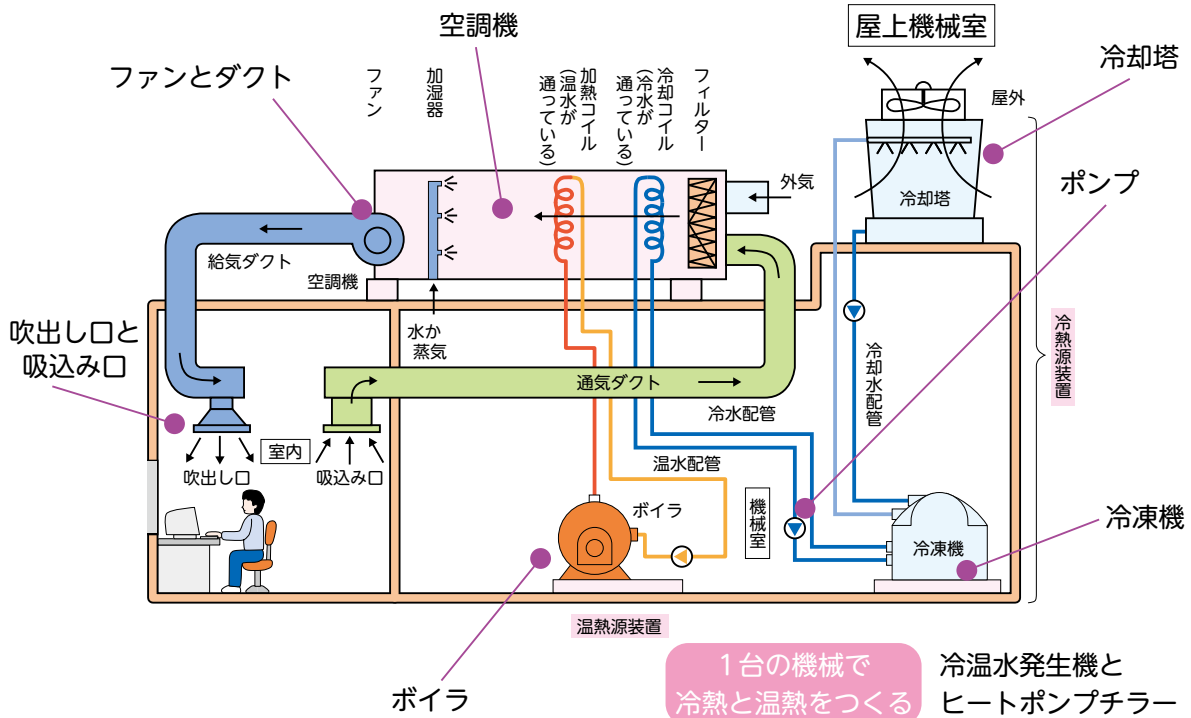 空調機
屋上機械室
ファンとダクト
冷却塔
ファン
加湿器
加熱コイル
(温水が
通っている)
冷却コイル
(冷水が
通っている)
フィルター
屋外
ポンプ
外気
冷却塔
給気ダクト
空調機
吹出し口と
吸込み口
水か
蒸気
冷却水配管
冷熱源装置
通気ダクト
冷水配管
室内
吹出し口
吸込み口
温水配管
機械室
ボイラ
冷凍機
冷凍機
温熱源装置
1台の機械で
冷熱と温熱をつくる
冷温水発生機と
ヒートポンプチラー
ボイラ